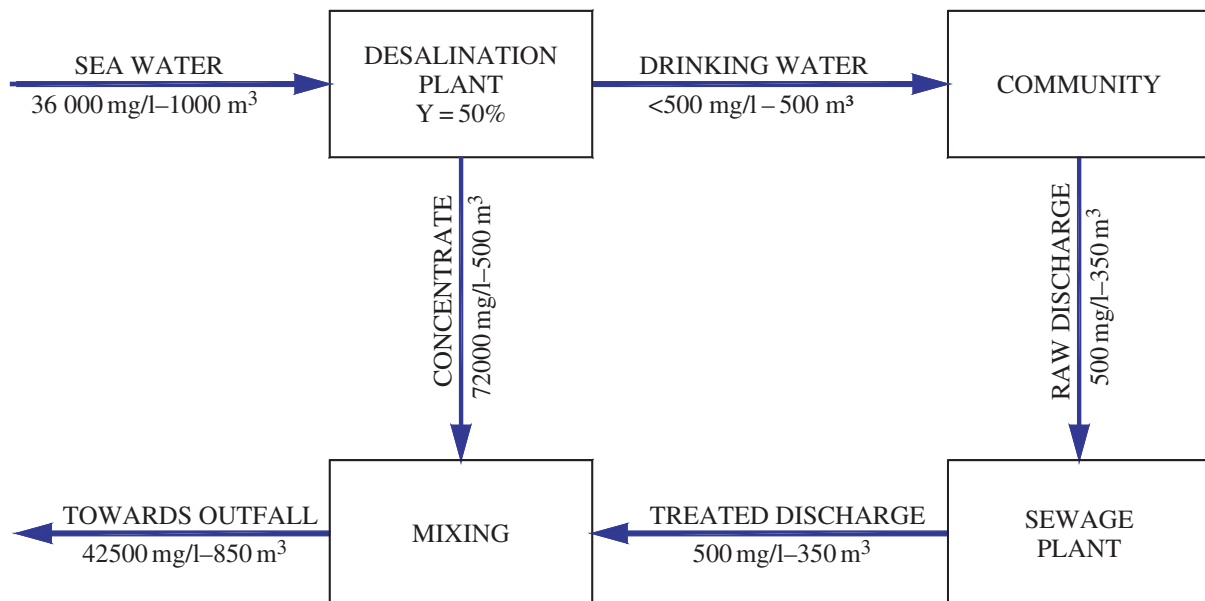 SEA WATER
36 000 mg/l–1000 m³
DESALINATION
PLANT
Y = 50%
DRINKING WATER
<500 mg/l – 500 m³
COMMUNITY
CONCENTRATE
72000 mg/l–500 m³
RAW DISCHARGE
500 mg/l–350 m³
TOWARDS OUTFALL
42500 mg/l–850 m³
MIXING
TREATED DISCHARGE
500 mg/l–350 m³
SEWAGE
PLANT